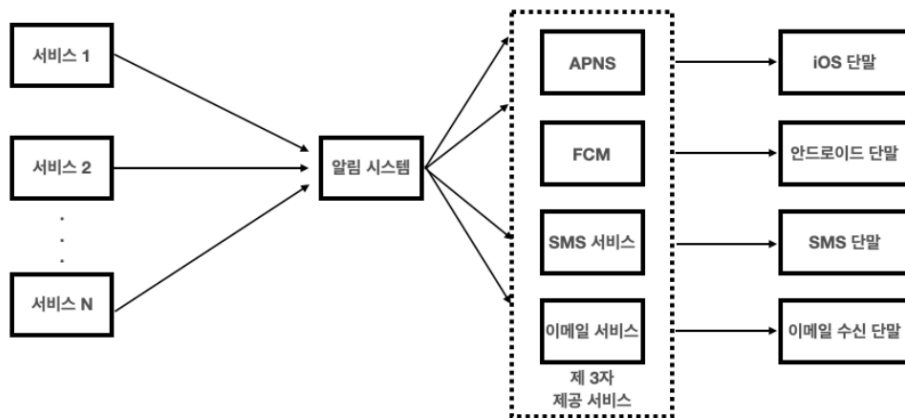 서비스 1
서비스 2
.
.
.
서비스 N
알림 시스템
APNS
FCM
SMS 서비스
이메일 서비스
제 3자
제공 서비스
iOS 단말
안드로이드 단말
SMS 단말
이메일 수신 단말